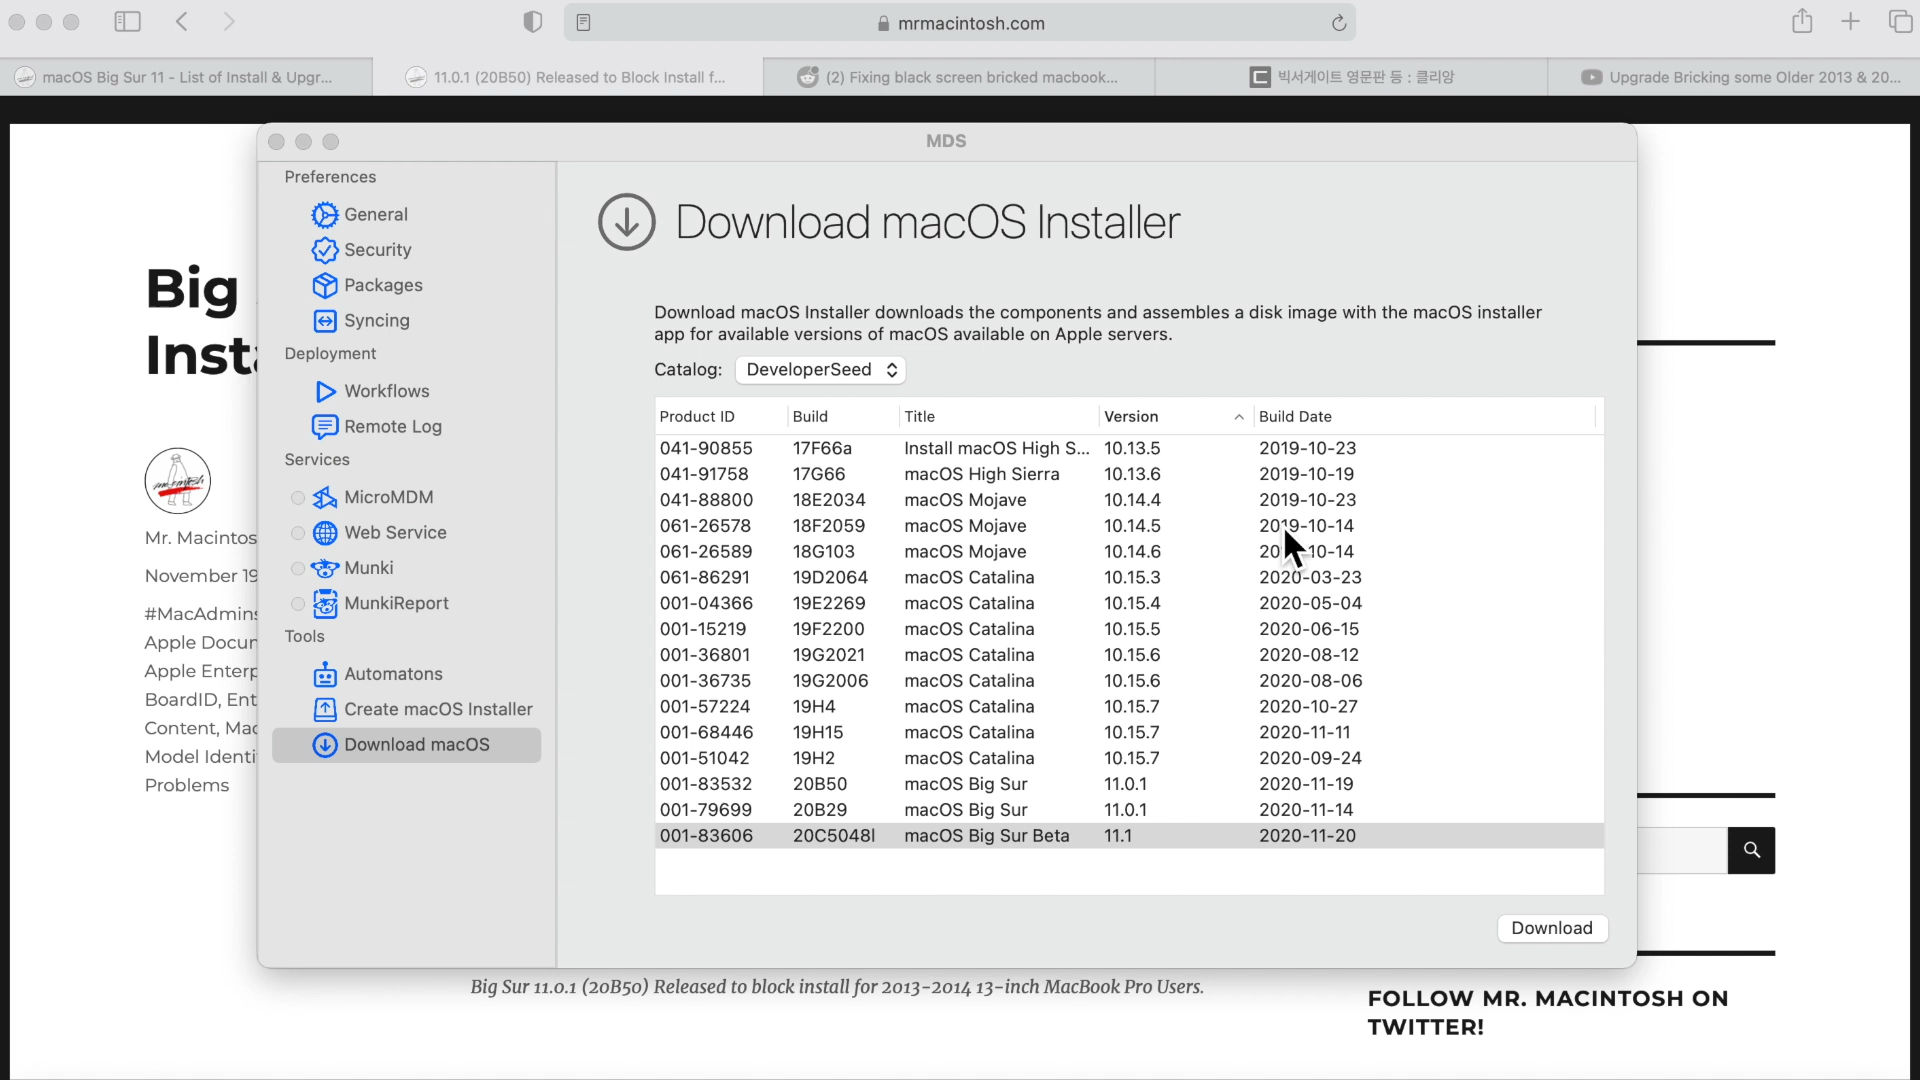 mrmacintosh.com
macOS Big Sur 11 - List of Install & Upgr...
11.0.1 (20B50) Released to Block Install f...
(2) Fixing black screen bricked macbook...
빅서게이트 영문판 등 : 클리앙
Upgrade Bricking some Older 2013 & 20...
MDS
Preferences
General
Security
Packages
Syncing
Deployment
Workflows
Remote Log
Services
MicroMDM
Web Service
Munki
MunkiReport
Tools
Automatons
Create macOS Installer
Download macOS
Download macOS Installer
Download macOS Installer downloads the components and assembles a disk image with the macOS installer
app for available versions of macOS available on Apple servers.
Catalog: DeveloperSeed
Product ID Build Title Version Build Date
041-90855 17F66a Install macOS High S... 10.13.5 2019-10-23
041-91758 17G66 macOS High Sierra 10.13.6 2019-10-19
041-88800 18E2034 macOS Mojave 10.14.4 2019-10-23
061-26578 18F2059 macOS Mojave 10.14.5 2019-10-14
061-26589 18G103 macOS Mojave 10.14.6
061-86291 19D2064 macOS Catalina 10.15.3 2020-03-23
001-04366 19E2269 macOS Catalina 10.15.4 2020-05-04
001-15219 19F2200 macOS Catalina 10.15.5 2020-06-15
001-36801 19G2021 macOS Catalina 10.15.6 2020-08-12
001-36735 19G2006 macOS Catalina 10.15.6 2020-08-06
001-57224 19H4 macOS Catalina 10.15.7 2020-10-27
001-68446 19H15 macOS Catalina 10.15.7 2020-11-11
001-51042 19H2 macOS Catalina 10.15.7 2020-09-24
001-83532 20B50 macOS Big Sur 11.0.1 2020-11-19
001-79699 20B29 macOS Big Sur 11.0.1 2020-11-14
001-83606 20C5048l macOS Big Sur Beta 11.1 2020-11-20
Download
Big
Insta
Mr. Macintos
November 19
#MacAdmins
Apple Docum
Apple Enterp
BoardID, Ent
Content, Mac
Model Identi
Problems
Big Sur 11.0.1 (20B50) Released to block install for 2013-2014 13-inch MacBook Pro Users.
FOLLOW MR. MACINTOSH ON
TWITTER!